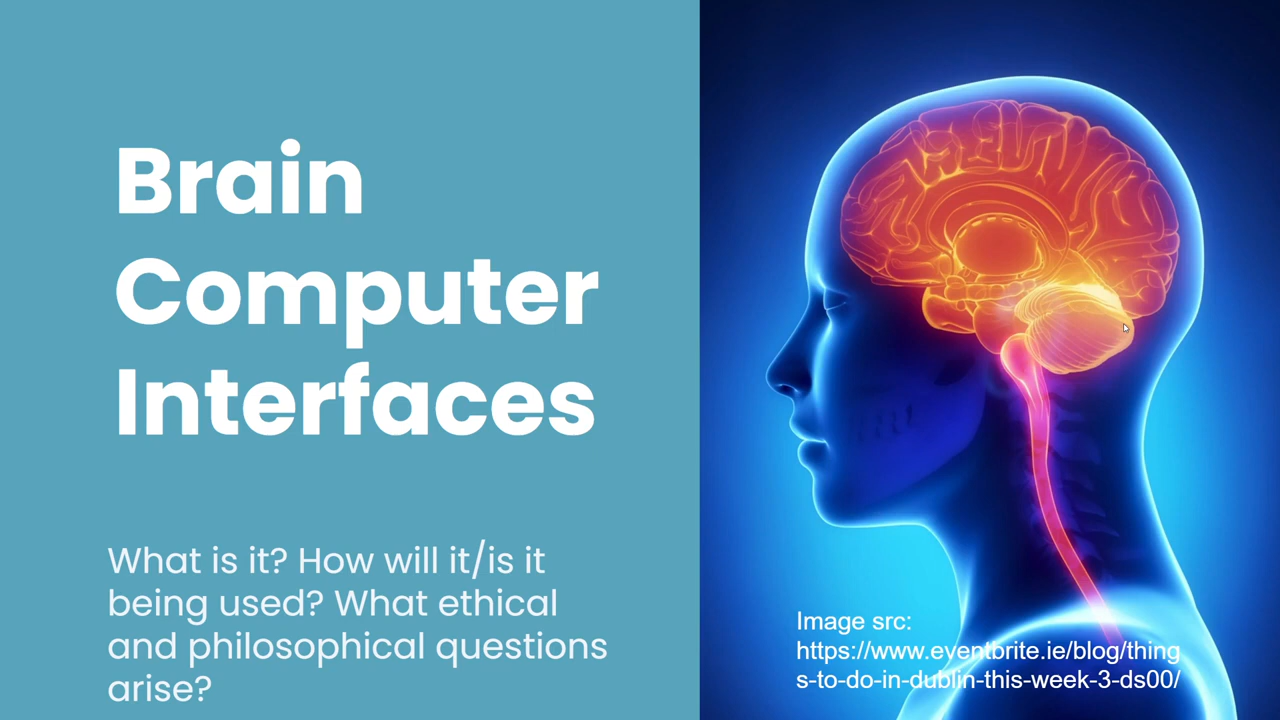 Brain
Computer
Interfaces
What is it? How will it/is it
being used? What ethical
and philosophical questions
arise?
Image src:
https://www.eventbrite.ie/blog/thing
s-to-do-in-dublin-this-week-3-ds00/